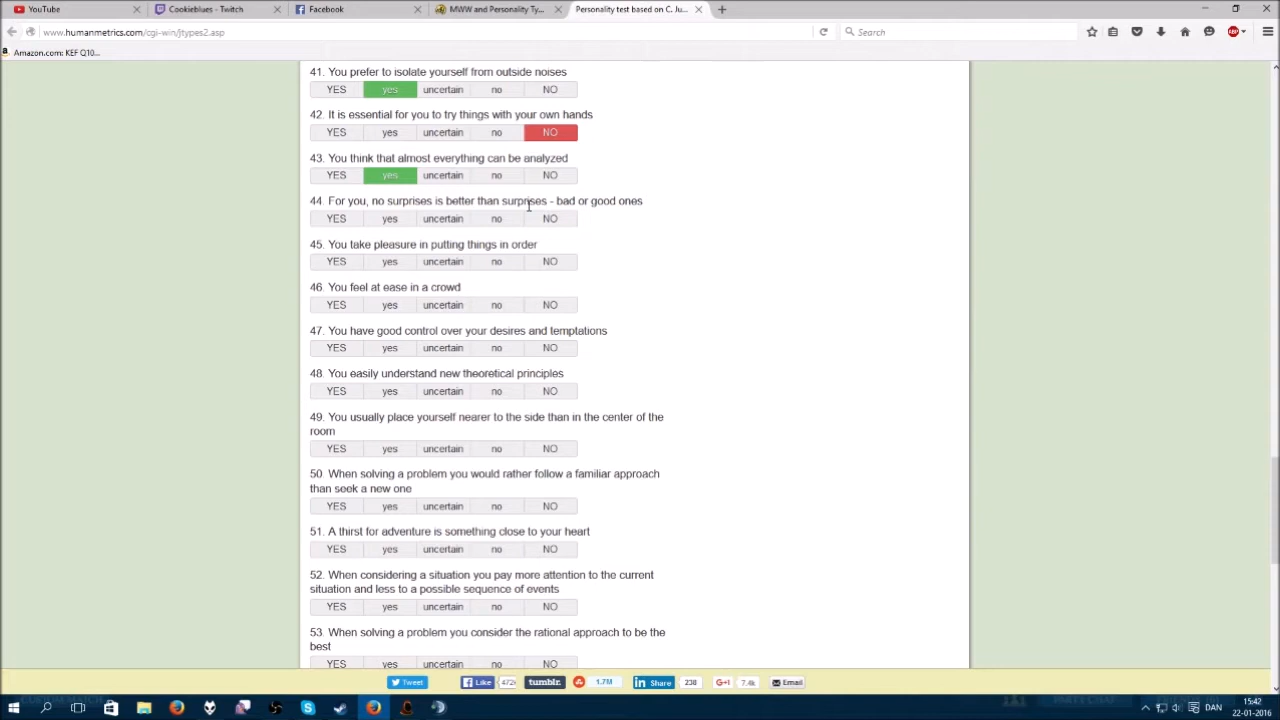 YouTube
Cookieblues - Twitch
Facebook
MWW and Personality Ty...
Personality test based on C. Ju...
www.humanmetrics.com/cgi-win/jtypes2.asp
Search
Amazon.com: KEF Q10...
41. You prefer to isolate yourself from outside noises
YES yes uncertain no NO
42. It is essential for you to try things with your own hands
YES yes uncertain no NO
43. You think that almost everything can be analyzed
YES yes uncertain no NO
44. For you, no surprises is better than surprises - bad or good ones
YES yes uncertain no NO
45. You take pleasure in putting things in order
YES yes uncertain no NO
46. You feel at ease in a crowd
YES yes uncertain no NO
47. You have good control over your desires and temptations
YES yes uncertain no NO
48. You easily understand new theoretical principles
YES yes uncertain no NO
49. You usually place yourself nearer to the side than in the center of the
room
YES yes uncertain no NO
50. When solving a problem you would rather follow a familiar approach
than seek a new one
YES yes uncertain no NO
51. A thirst for adventure is something close to your heart
YES yes uncertain no NO
52. When considering a situation you pay more attention to the current
situation and less to a possible sequence of events
YES yes uncertain no NO
53. When solving a problem you consider the rational approach to be the
best
YES yes uncertain no NO
Tweet Like tumblr. 1.7M Share 238 G+1 7.4k Email
15:42
DAN
22-01-2016